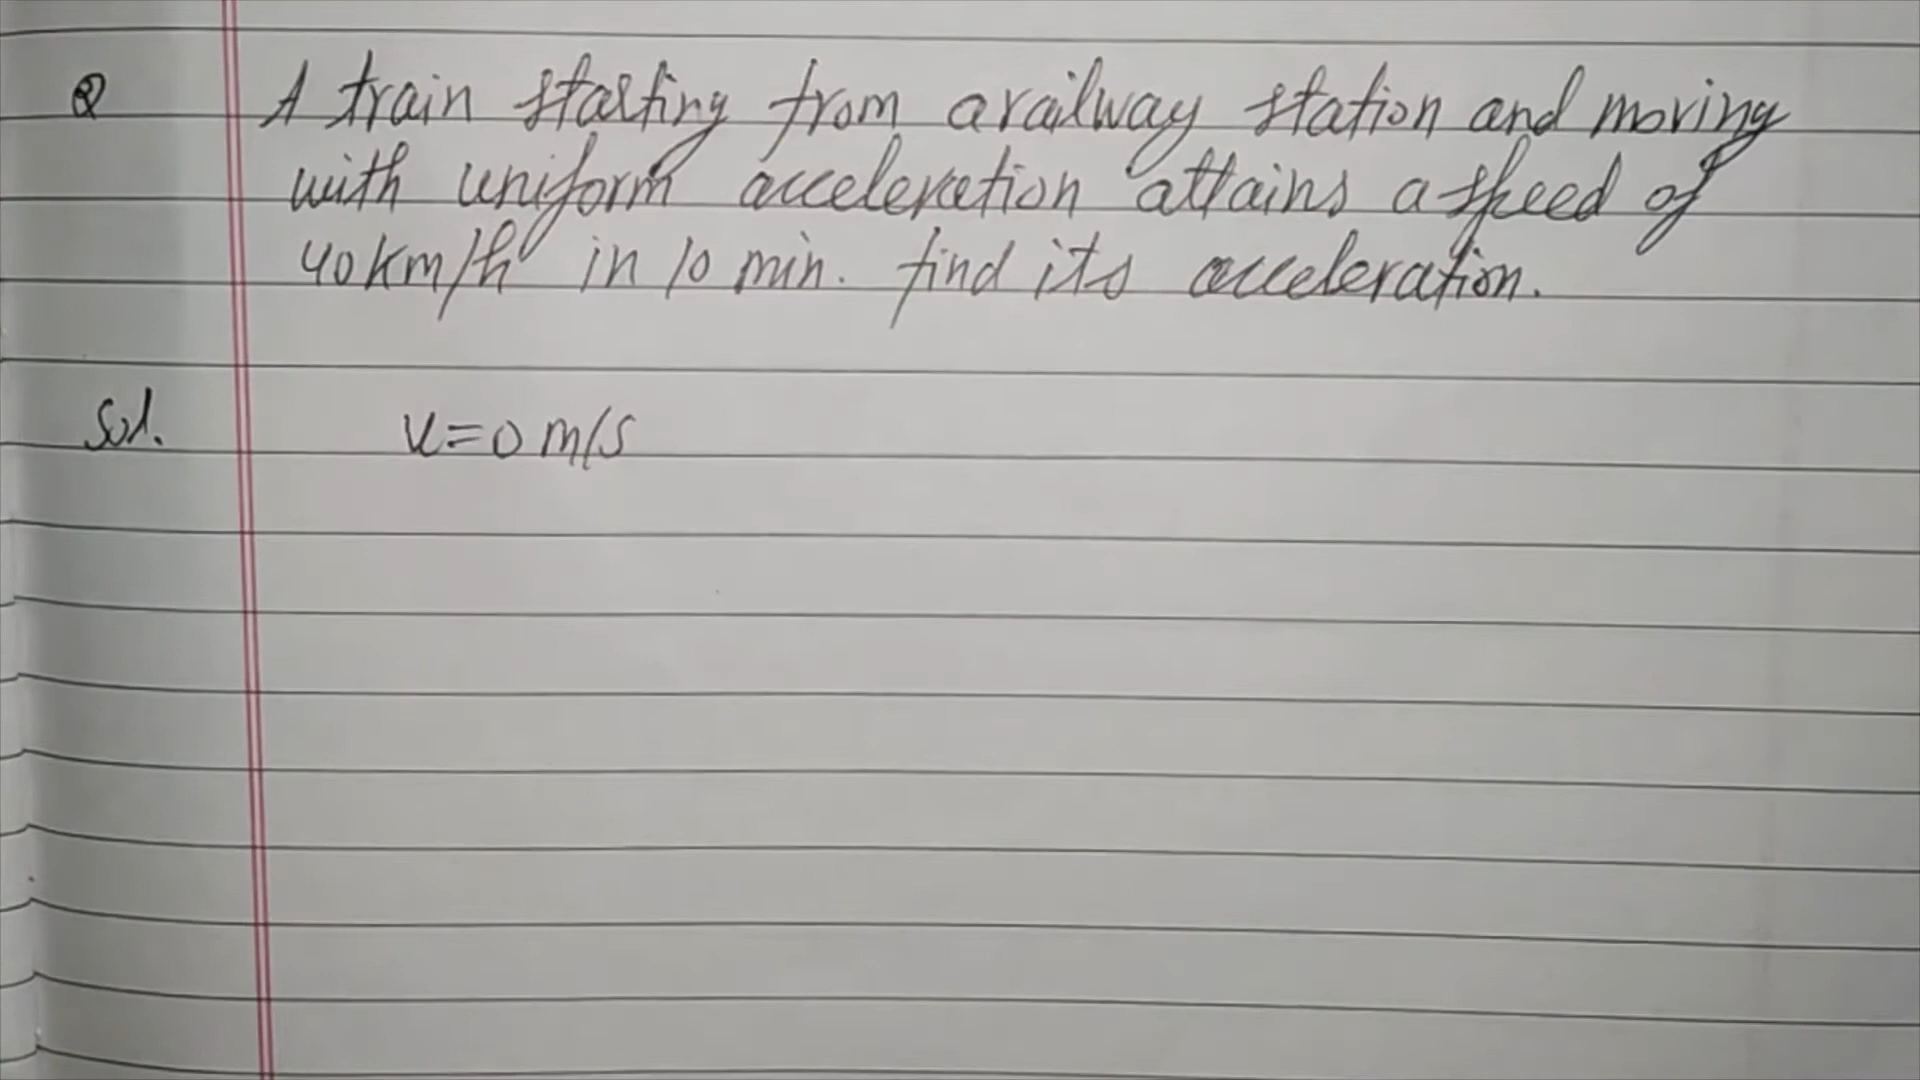 Q A train starting from a railway station and moving
with uniform acceleration attains a speed of
40 km/h in 10 min. find its acceleration.
Sol. u=0 m/s